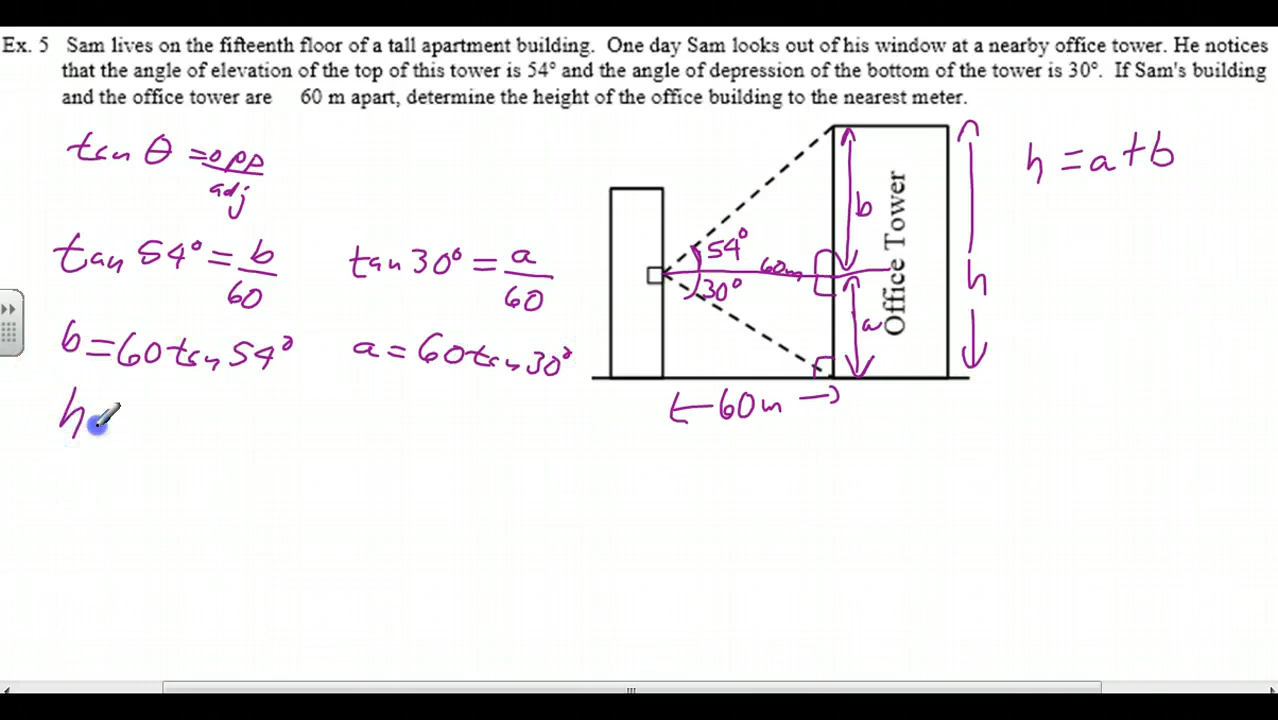 Ex. 5 Sam lives on the fifteenth floor of a tall apartment building. One day Sam looks out of his window at a nearby office tower. He notices
that the angle of elevation of the top of this tower is 54° and the angle of depression of the bottom of the tower is 30°. If Sam's building
and the office tower are 60 m apart, determine the height of the office building to the nearest meter.
tan θ = opp/adj
h = a + b
tan 54° = b/60
tan 30° = a/60
b = 60 tan 54°
a = 60 tan 30°
h
54°
60m
30°
b
a
Office Tower
h
60m